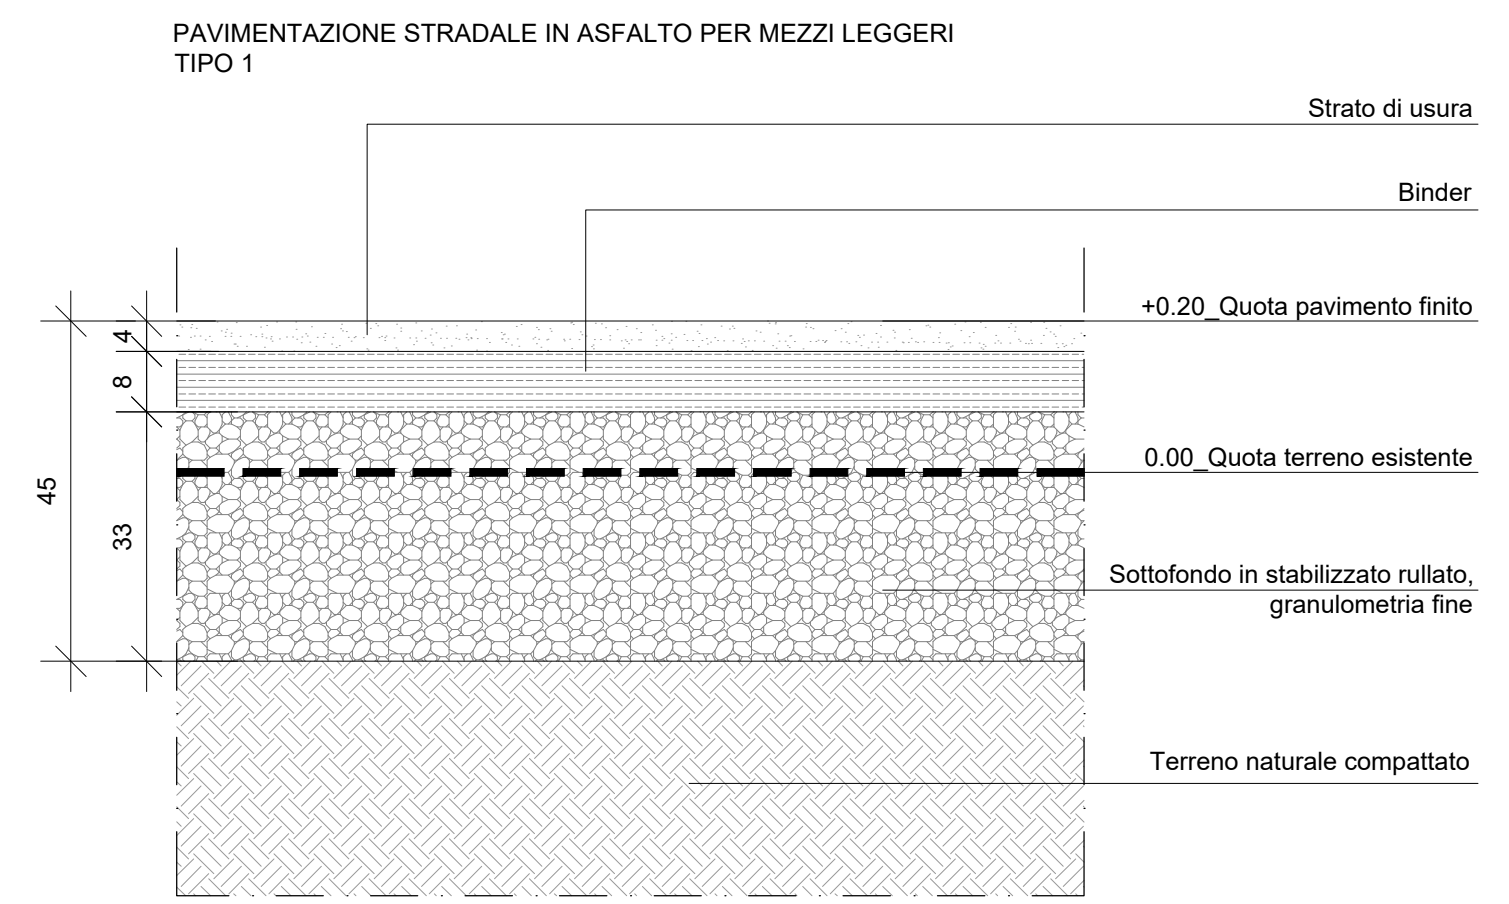 PAVIMENTAZIONE STRADALE IN ASFALTO PER MEZZI LEGGERI
TIPO 1
Strato di usura
Binder
+0.20_Quota pavimento finito
4
8
0.00_Quota terreno esistente
45
33
Sottofondo in stabilizzato rullato,
granulometria fine
Terreno naturale compattato